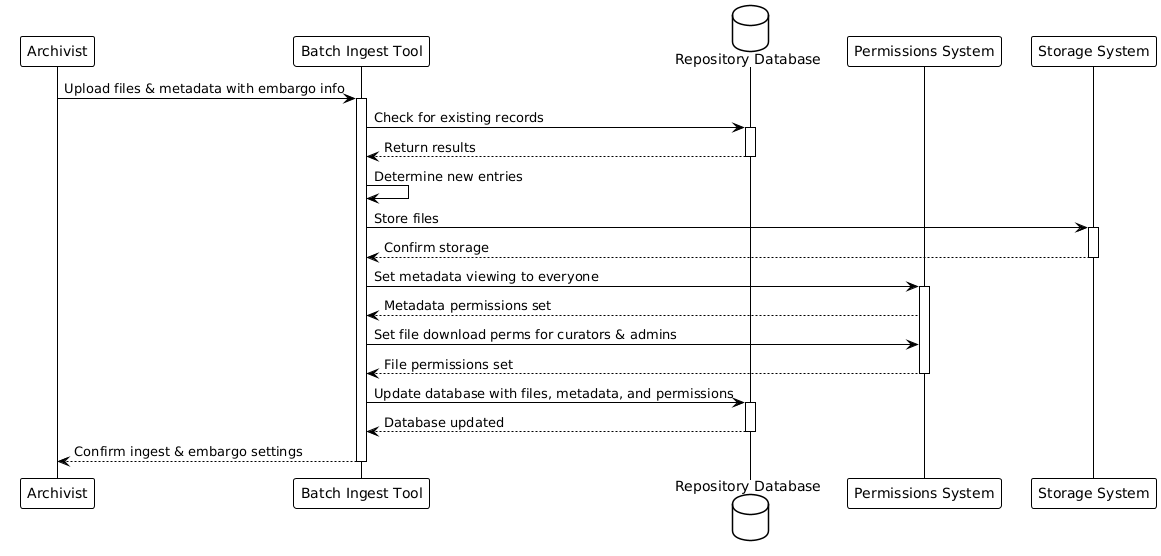 Archivist
Batch Ingest Tool
Repository Database
Permissions System
Storage System
Upload files & metadata with embargo info
Check for existing records
Return results
Determine new entries
Store files
Confirm storage
Set metadata viewing to everyone
Metadata permissions set
Set file download perms for curators & admins
File permissions set
Update database with files, metadata, and permissions
Database updated
Confirm ingest & embargo settings
Archivist
Batch Ingest Tool
Repository Database
Permissions System
Storage System